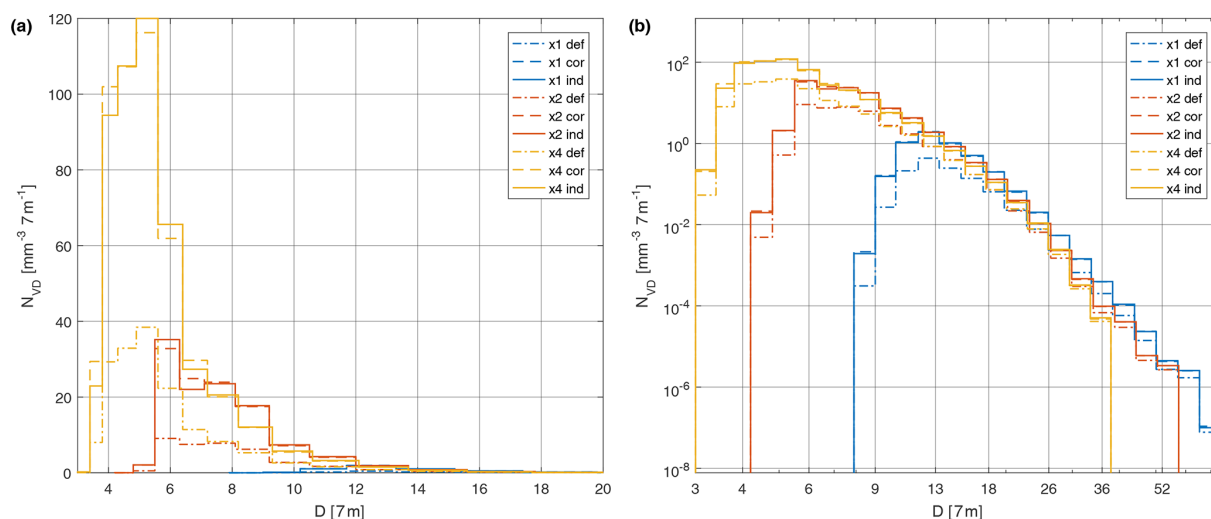 (a)
120
100
80
60
40
20
0
N_VD [mm^-3 7m^-1]
4 6 8 10 12 14 16 18 20
D [7m]
x1 def
x1 cor
x1 ind
x2 def
x2 cor
x2 ind
x4 def
x4 cor
x4 ind
(b)
10^2
10^0
10^-2
10^-4
10^-6
10^-8
N_VD [mm^-3 7m^-1]
3 4 6 9 13 18 26 36 52
D [7m]
x1 def
x1 cor
x1 ind
x2 def
x2 cor
x2 ind
x4 def
x4 cor
x4 ind